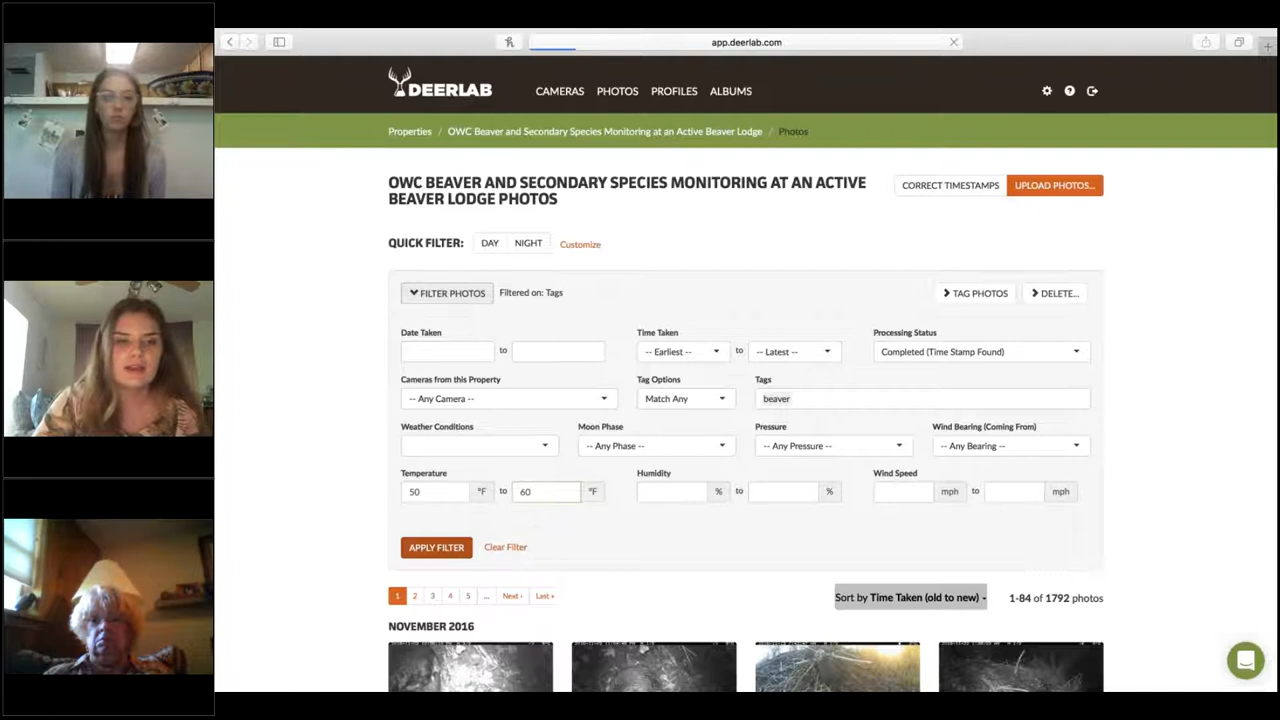 app.deerlab.com
DEERLAB
CAMERAS PHOTOS PROFILES ALBUMS
Properties / OWC Beaver and Secondary Species Monitoring at an Active Beaver Lodge / Photos
OWC BEAVER AND SECONDARY SPECIES MONITORING AT AN ACTIVE
BEAVER LODGE PHOTOS
CORRECT TIMESTAMPS UPLOAD PHOTOS...
QUICK FILTER: DAY NIGHT Customize
FILTER PHOTOS Filtered on: Tags TAG PHOTOS DELETE...
Date Taken Time Taken Processing Status
to -- Earliest -- to -- Latest -- Completed (Time Stamp Found)
Cameras from this Property Tag Options Tags
-- Any Camera -- Match Any beaver
Weather Conditions Moon Phase Pressure Wind Bearing (Coming From)
-- Any Phase -- -- Any Pressure -- -- Any Bearing --
Temperature Humidity Wind Speed
50 °F to 60 °F % to % mph to mph
APPLY FILTER Clear Filter
1 2 3 4 5 ... Next › Last » Sort by Time Taken (old to new) 1-84 of 1792 photos
NOVEMBER 2016